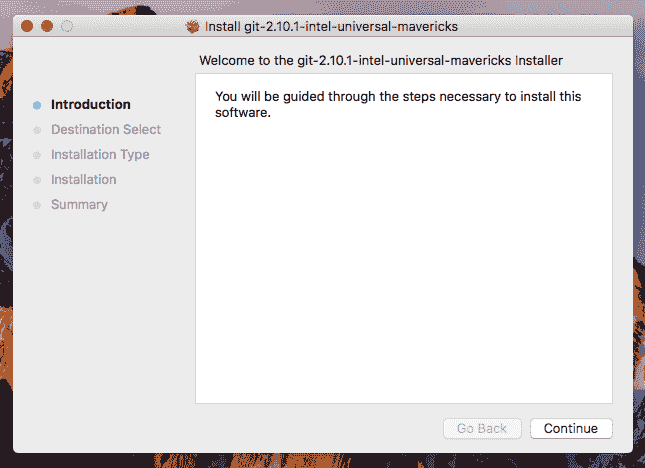 Install git-2.10.1-intel-universal-mavericks
Welcome to the git-2.10.1-intel-universal-mavericks Installer
Introduction
Destination Select
Installation Type
Installation
Summary
You will be guided through the steps necessary to install this
software.
Go Back
Continue